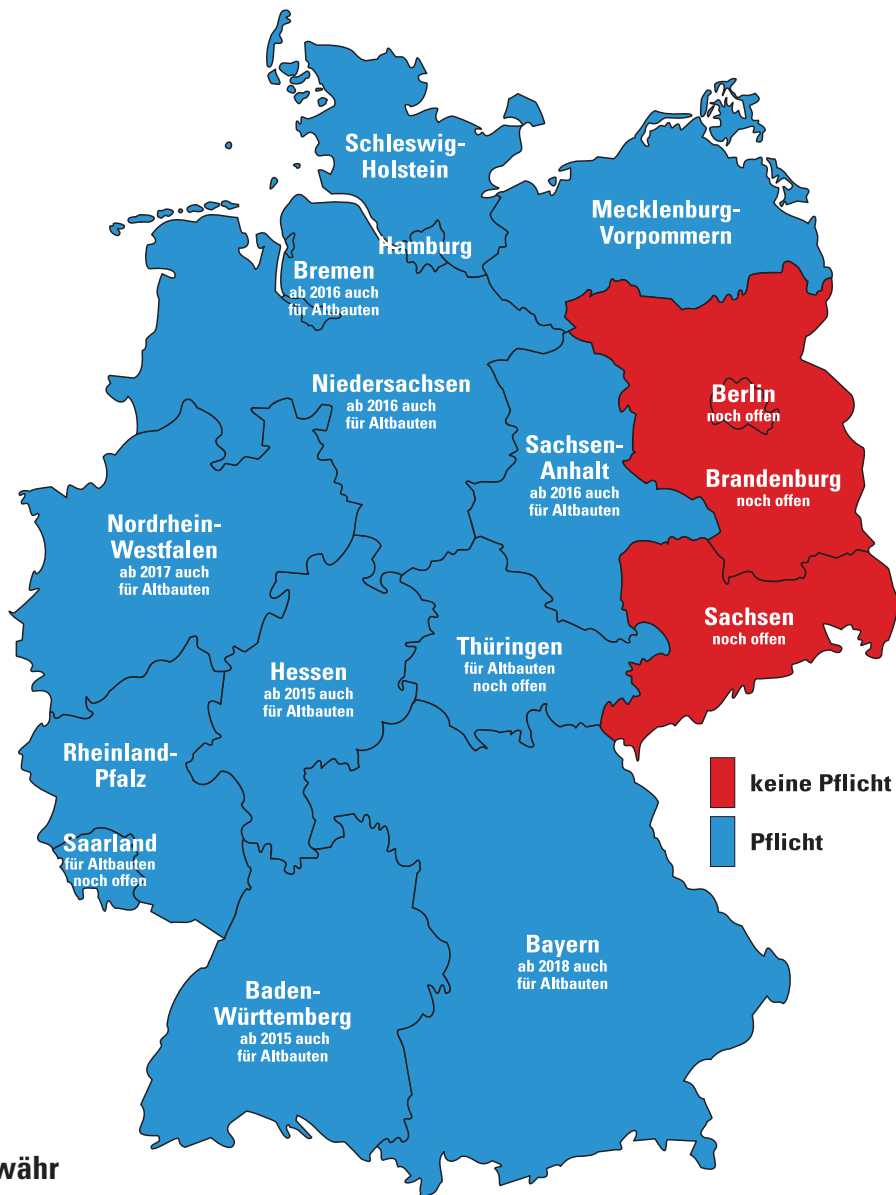 Schleswig-
Holstein
Mecklenburg-
Vorpommern
Hamburg
Bremen
ab 2016 auch
für Altbauten
Niedersachsen
ab 2016 auch
für Altbauten
Berlin
noch offen
Sachsen-
Anhalt
ab 2016 auch
für Altbauten
Brandenburg
noch offen
Nordrhein-
Westfalen
ab 2017 auch
für Altbauten
Sachsen
noch offen
Thüringen
für Altbauten
noch offen
Hessen
ab 2015 auch
für Altbauten
Rheinland-
Pfalz
keine Pflicht
Pflicht
Saarland
für Altbauten
noch offen
Bayern
ab 2018 auch
für Altbauten
Baden-
Württemberg
ab 2015 auch
für Altbauten
währ